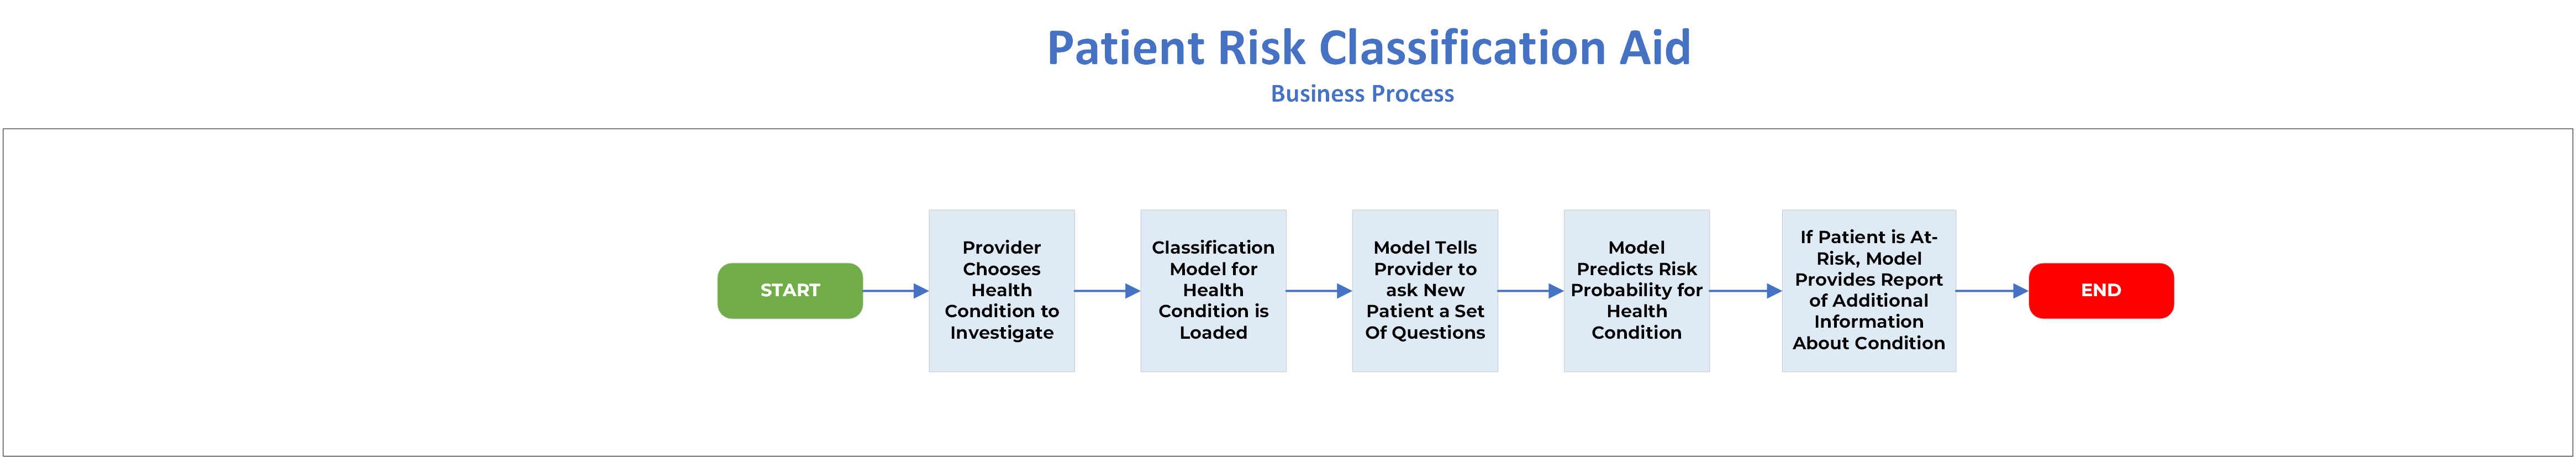 Patient Risk Classification Aid
Business Process
START
Provider
Chooses
Health
Condition to
Investigate
Classification
Model for
Health
Condition is
Loaded
Model Tells
Provider to
ask New
Patient a Set
Of Questions
Model
Predicts Risk
Probability for
Health
Condition
If Patient is At-
Risk, Model
Provides Report
of Additional
Information
About Condition
END